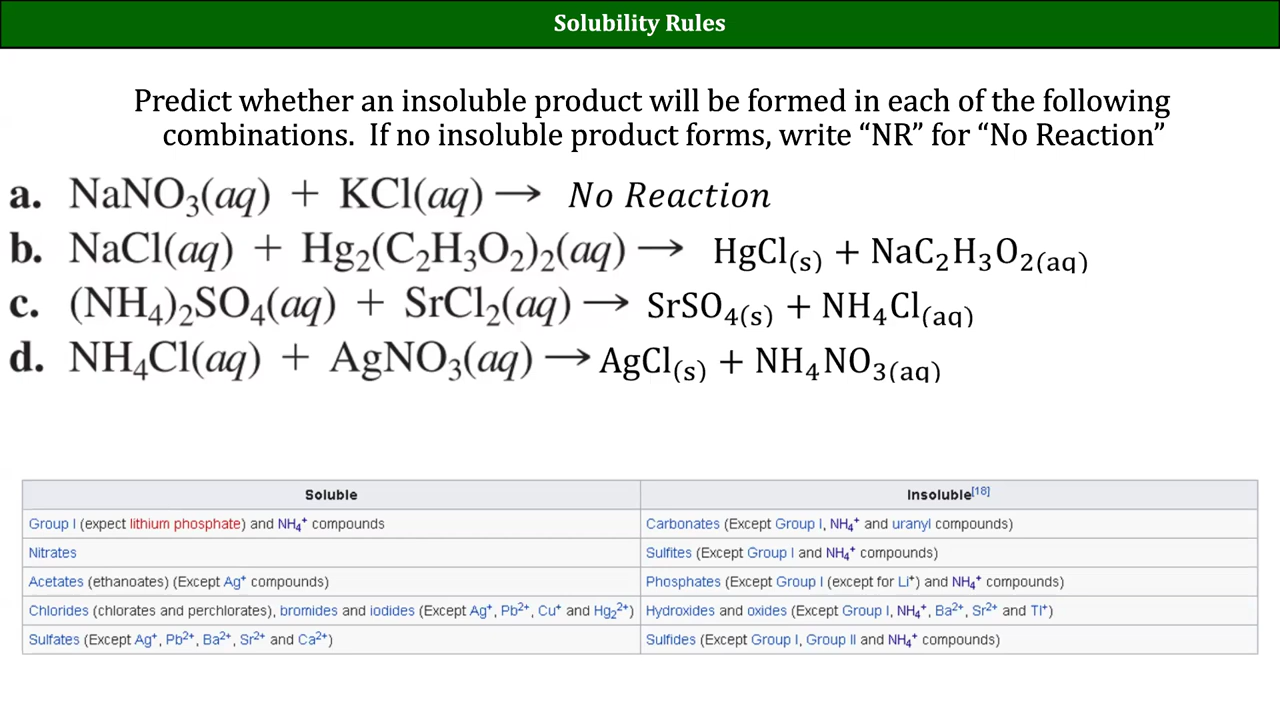 Solubility Rules
Predict whether an insoluble product will be formed in each of the following
combinations.  If no insoluble product forms, write “NR” for “No Reaction”
a. NaNO₃(aq) + KCl(aq) ⟶ No Reaction
b. NaCl(aq) + Hg₂(C₂H₃O₂)₂(aq) ⟶ HgCl₍ₛ₎ + NaC₂H₃O₂(aq)
c. (NH₄)₂SO₄(aq) + SrCl₂(aq) ⟶ SrSO₄(s) + NH₄Cl(aq)
d. NH₄Cl(aq) + AgNO₃(aq) ⟶ AgCl(s) + NH₄NO₃(aq)
Soluble Insoluble[18]
Group I (expect lithium phosphate) and NH₄⁺ compounds Carbonates (Except Group I, NH₄⁺ and uranyl compounds)
Nitrates Sulfites (Except Group I and NH₄⁺ compounds)
Acetates (ethanoates) (Except Ag⁺ compounds) Phosphates (Except Group I (except for Li⁺) and NH₄⁺ compounds)
Chlorides (chlorates and perchlorates), bromides and iodides (Except Ag⁺, Pb²⁺, Cu⁺ and Hg₂²⁺) Hydroxides and oxides (Except Group I, NH₄⁺, Ba²⁺, Sr²⁺ and Tl⁺)
Sulfates (Except Ag⁺, Pb²⁺, Ba²⁺, Sr²⁺ and Ca²⁺) Sulfides (Except Group I, Group II and NH₄⁺ compounds)